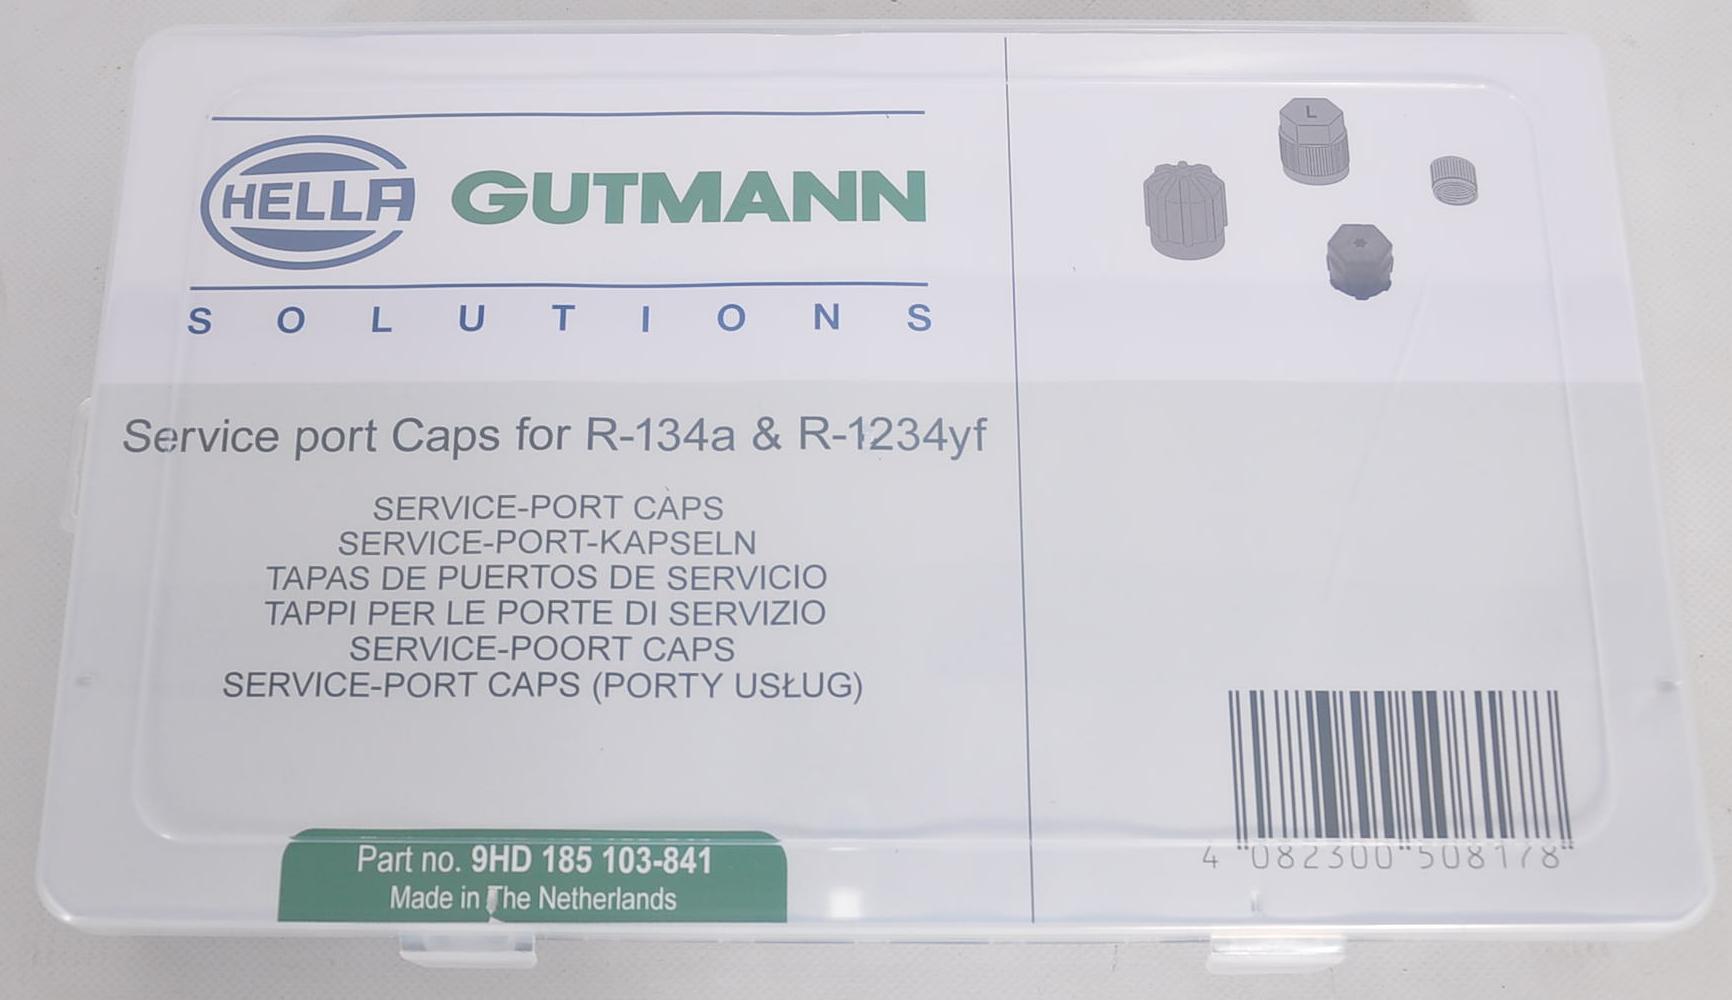 HELLA GUTMANN
SOLUTIONS
Service port Caps for R-134a & R-1234yf
SERVICE-PORT CAPS
SERVICE-PORT-KAPSELN
TAPAS DE PUERTOS DE SERVICIO
TAPPI PER LE PORTE DI SERVIZIO
SERVICE-POORT CAPS
SERVICE-PORT CAPS (PORTY USŁUG)
Part no. 9HD 185 103-841
Made in The Netherlands
L
4 082300 508178